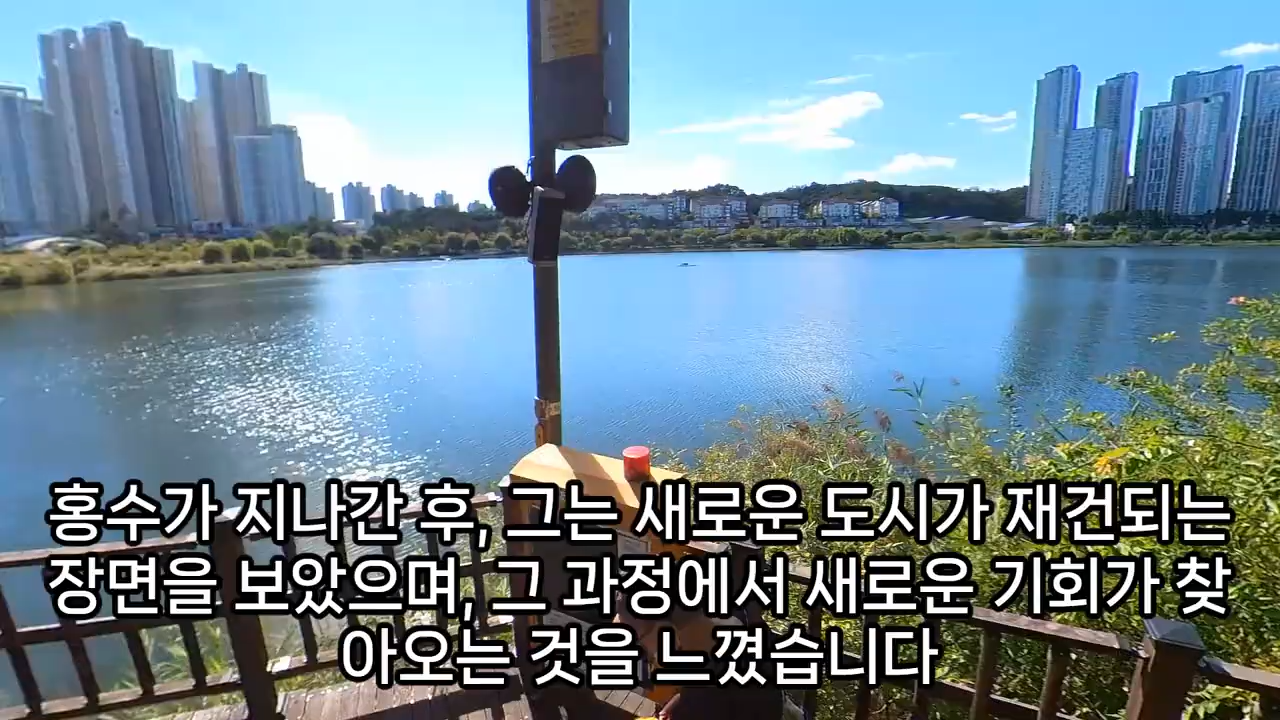 홍수가 지나간 후, 그는 새로운 도시가 재건되는
장면을 보았으며, 그 과정에서 새로운 기회가 찾
아오는 것을 느꼈습니다